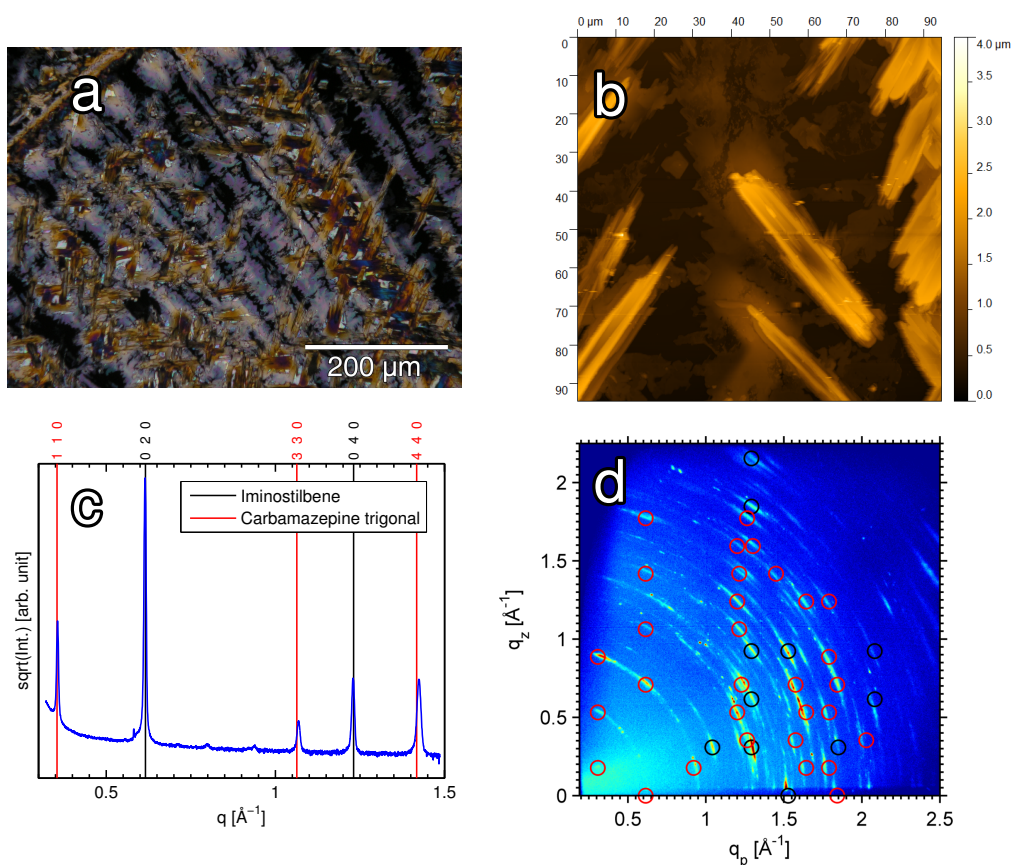 a
200 µm
0 µm 10 20 30 40 50 60 70 80 90
0
10
20
30
40
50
60
70
80
90
b
4.0 µm
3.5
3.0
2.5
2.0
1.5
1.0
0.5
0.0
1 1 0
0 2 0
3 3 0
0 4 0
4 4 0
c
Iminostilbene
Carbamazepine trigonal
sqrt(Int.) [arb. unit]
0.5 1 1.5
q [Å⁻¹]
d
2
1.5
1
0.5
0
q_z [Å⁻¹]
0.5 1 1.5 2 2.5
q_p [Å⁻¹]